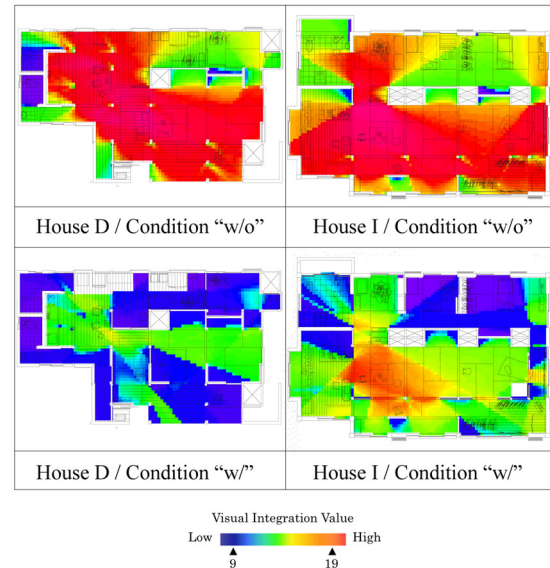 House D / Condition “w/o”
House I / Condition “w/o”
House D / Condition “w/”
House I / Condition “w/”
Visual Integration Value
Low
High
9
19